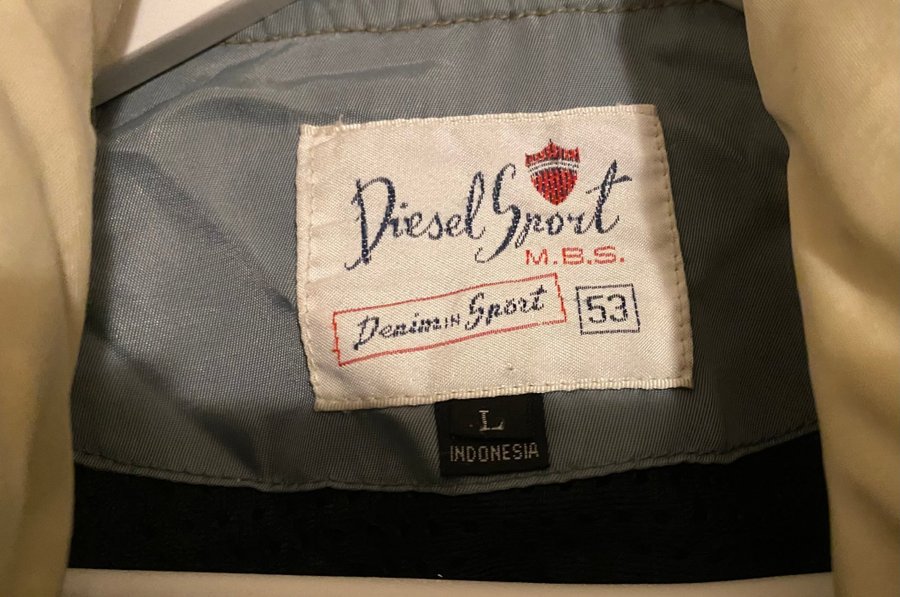 Diesel Sport
M.B.S.
Denim IN Sport
53
L
INDONESIA